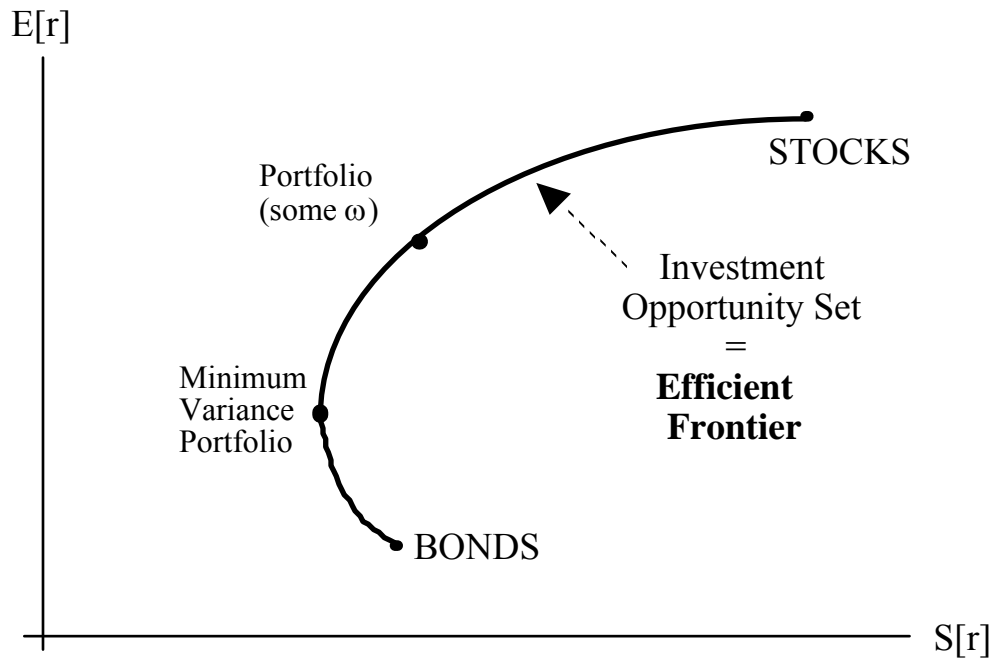 E[r]
STOCKS
Portfolio
(some ω)
Investment
Opportunity Set
=
Efficient
Frontier
Minimum
Variance
Portfolio
BONDS
S[r]